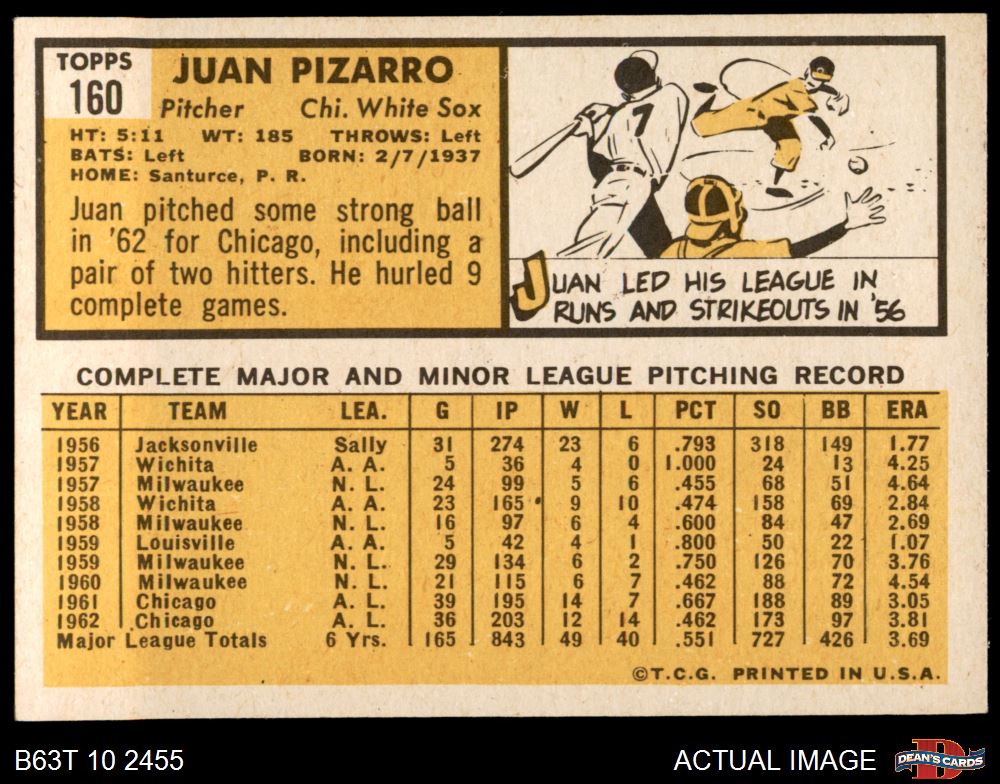 TOPPS
160
JUAN PIZARRO
Pitcher Chi. White Sox
HT: 5:11 WT: 185 THROWS: Left
BATS: Left BORN: 2/7/1937
HOME: Santurce, P. R.
Juan pitched some strong ball
in '62 for Chicago, including a
pair of two hitters. He hurled 9
complete games.
7
JUAN LED HIS LEAGUE IN
RUNS AND STRIKEOUTS IN '56
COMPLETE MAJOR AND MINOR LEAGUE PITCHING RECORD
YEAR TEAM LEA. G IP W L PCT SO BB ERA
1956 Jacksonville Sally 31 274 23 6 .793 318 149 1.77
1957 Wichita A. A. 5 36 4 0 1.000 24 13 4.25
1957 Milwaukee N. L. 24 99 5 6 .455 68 51 4.64
1958 Wichita A. A. 23 165 9 10 .474 158 69 2.84
1958 Milwaukee N. L. 16 97 6 4 .600 84 47 2.69
1959 Louisville A. A. 5 42 4 1 .800 50 22 1.07
1959 Milwaukee N. L. 29 134 6 2 .750 126 70 3.76
1960 Milwaukee N. L. 21 115 6 7 .462 88 72 4.54
1961 Chicago A. L. 39 195 14 7 .667 188 89 3.05
1962 Chicago A. L. 36 203 12 14 .462 173 97 3.81
Major League Totals 6 Yrs. 165 843 49 40 .551 727 426 3.69
©T.C.G. PRINTED IN U.S.A.
B63T 10 2455
ACTUAL IMAGE
D
DEAN'S CARDS